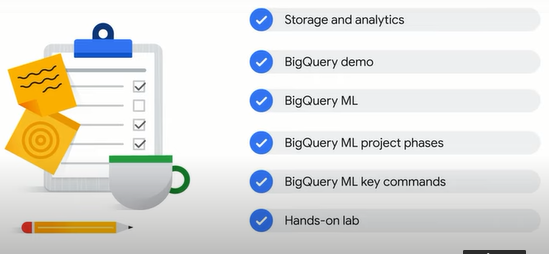 Storage and analytics
BigQuery demo
BigQuery ML
BigQuery ML project phases
BigQuery ML key commands
Hands-on lab